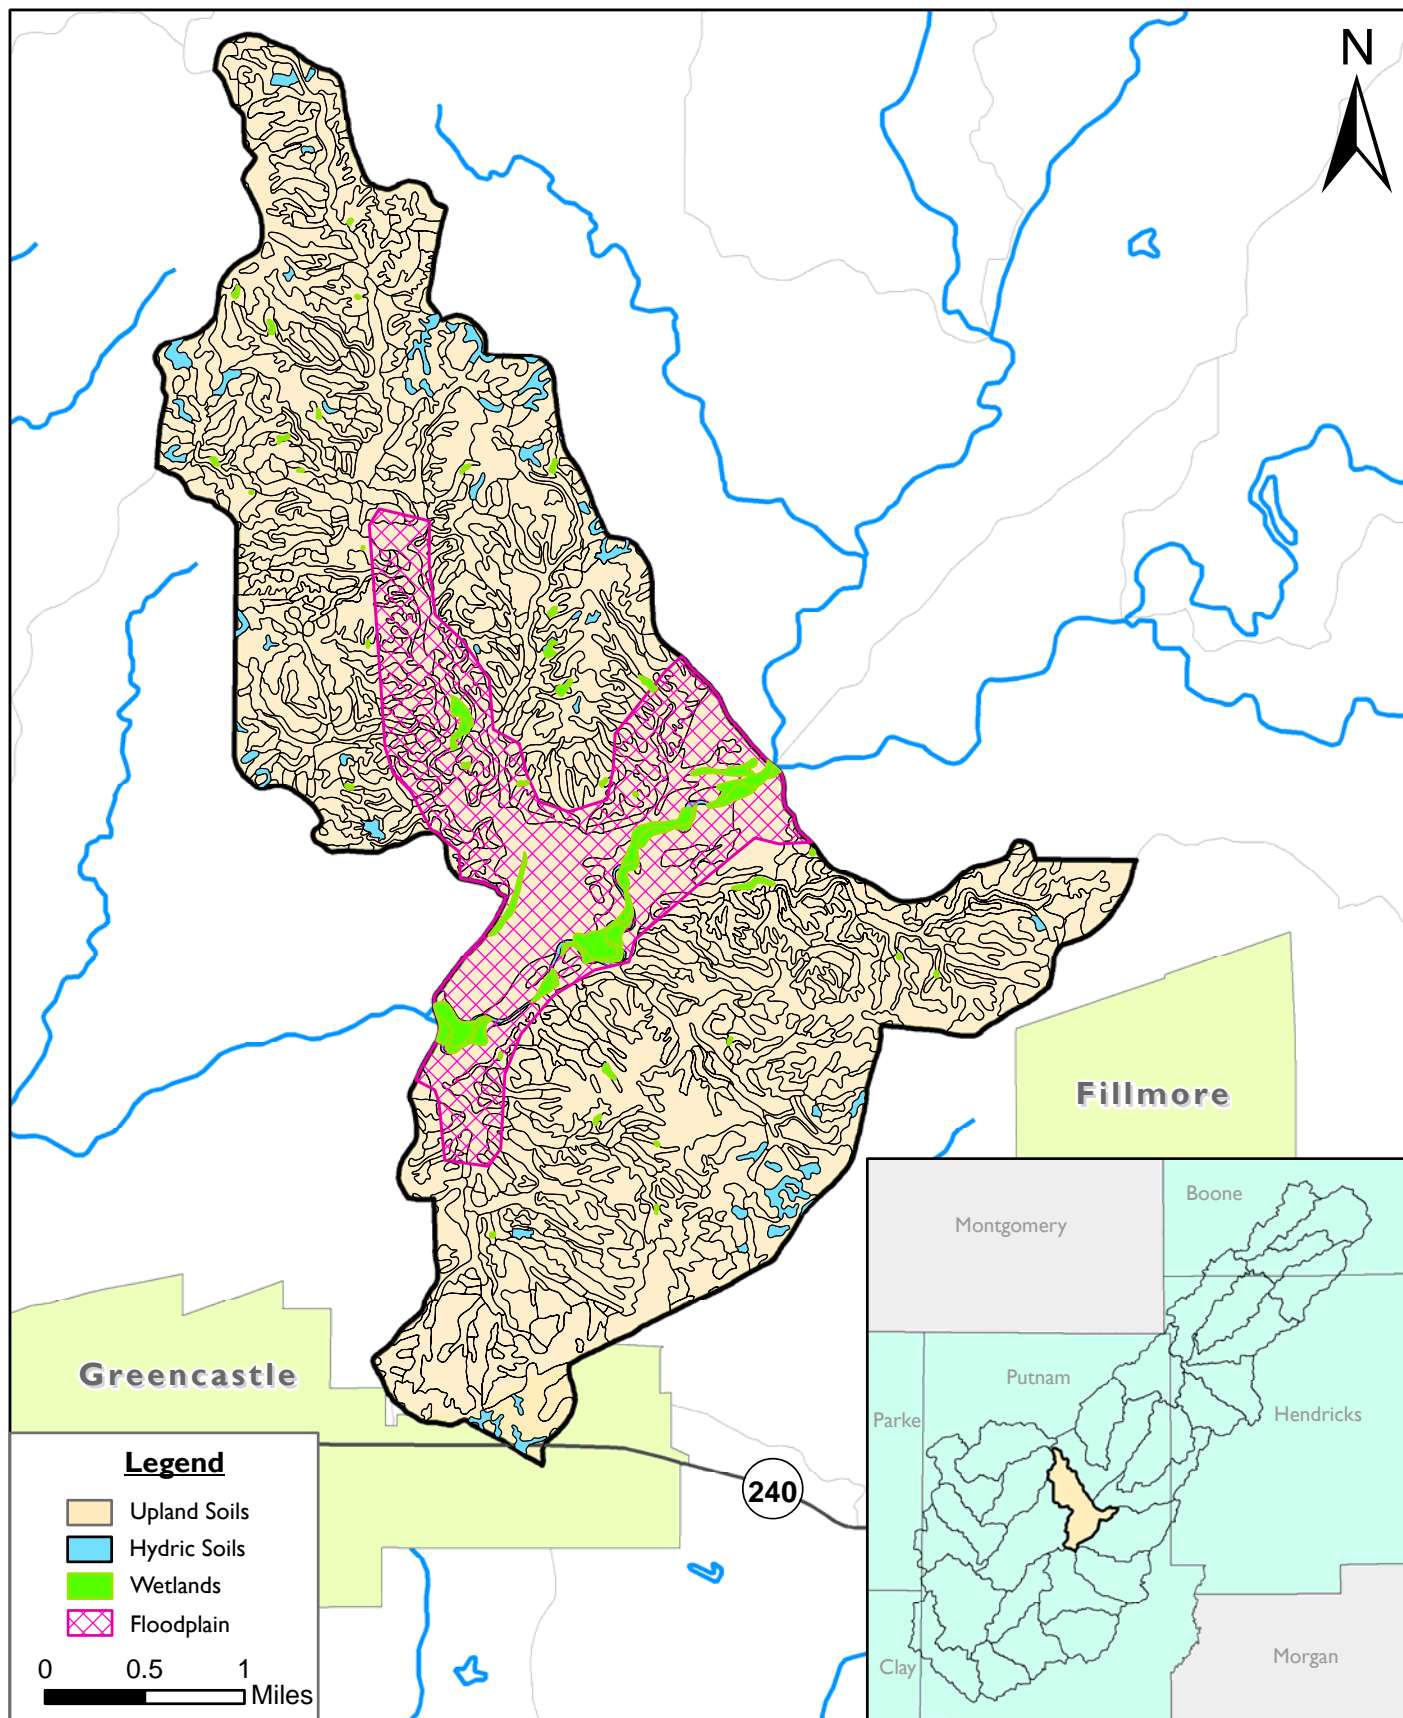 N
Fillmore
Greencastle
240
Legend
Upland Soils
Hydric Soils
Wetlands
Floodplain
0 0.5 1
Miles
Boone
Montgomery
Putnam
Parke
Hendricks
Clay
Morgan